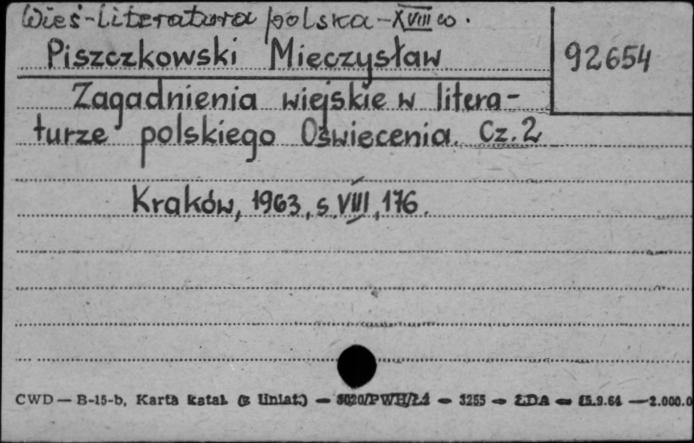 Wieś-literatura polska-XVIII w.
Piszczkowski Mieczysław
92654
Zagadnienia wiejskie w litera-
turze polskiego Oświecenia. Cz.2
Kraków, 1963, s. VIII, 176.
CWD — B-15-b, Karta katal. (z liniat.) — 8020/PWH/Ł1 — 3255 — ŁDA — 15.9.64 — 2.000.0